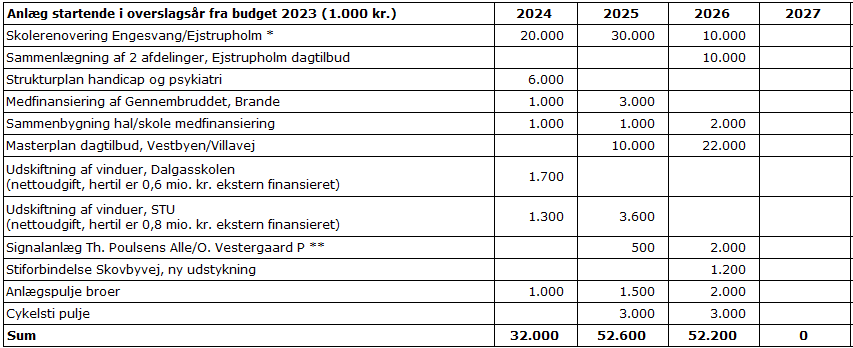 Anlæg startende i overslagsår fra budget 2023 (1.000 kr.) 2024 2025 2026 2027
Skolerenovering Engesvang/Ejstrupholm * 20.000 30.000 10.000
Sammenlægning af 2 afdelinger, Ejstrupholm dagtilbud 10.000
Strukturplan handicap og psykiatri 6.000
Medfinansiering af Gennembruddet, Brande 1.000 3.000
Sammenbygning hal/skole medfinansiering 1.000 1.000 2.000
Masterplan dagtilbud, Vestbyen/Villavej 10.000 22.000
Udskiftning af vinduer, Dalgasskolen
(nettoudgift, hertil er 0,6 mio. kr. ekstern finansieret) 1.700
Udskiftning af vinduer, STU
(nettoudgift, hertil er 0,8 mio. kr. ekstern finansieret) 1.300 3.600
Signalanlæg Th. Poulsens Alle/O. Vestergaard P ** 500 2.000
Stiforbindelse Skovbyvej, ny udstykning 1.200
Anlægspulje broer 1.000 1.500 2.000
Cykelsti pulje 3.000 3.000
Sum 32.000 52.600 52.200 0